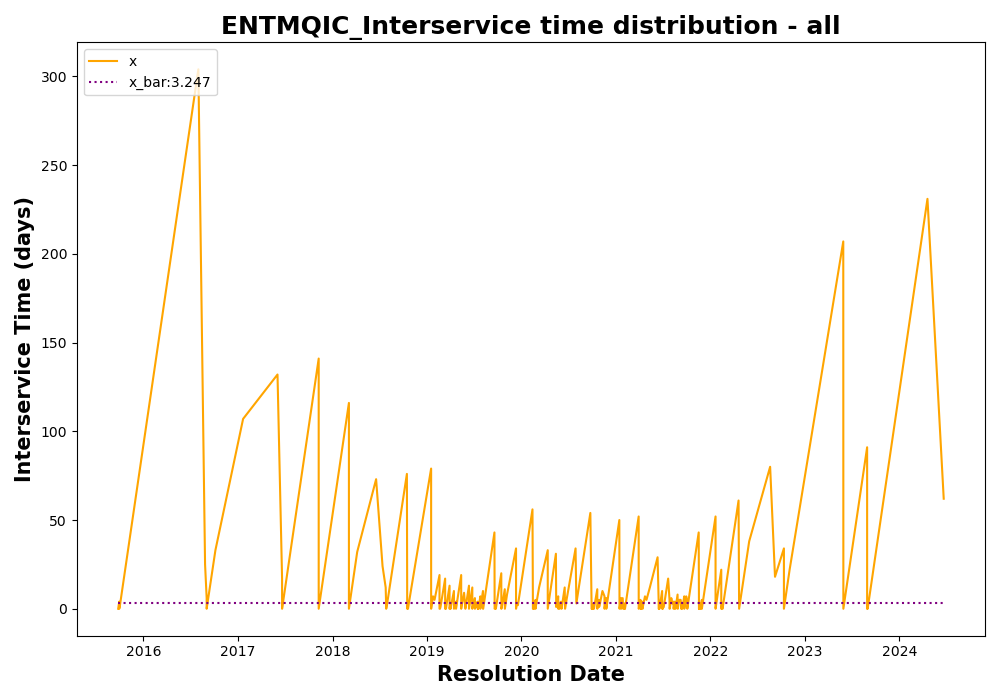 ENTMQIC_Interservice time distribution - all
x
x_bar:3.247
Interservice Time (days)
300
250
200
150
100
50
0
2016 2017 2018 2019 2020 2021 2022 2023 2024
Resolution Date